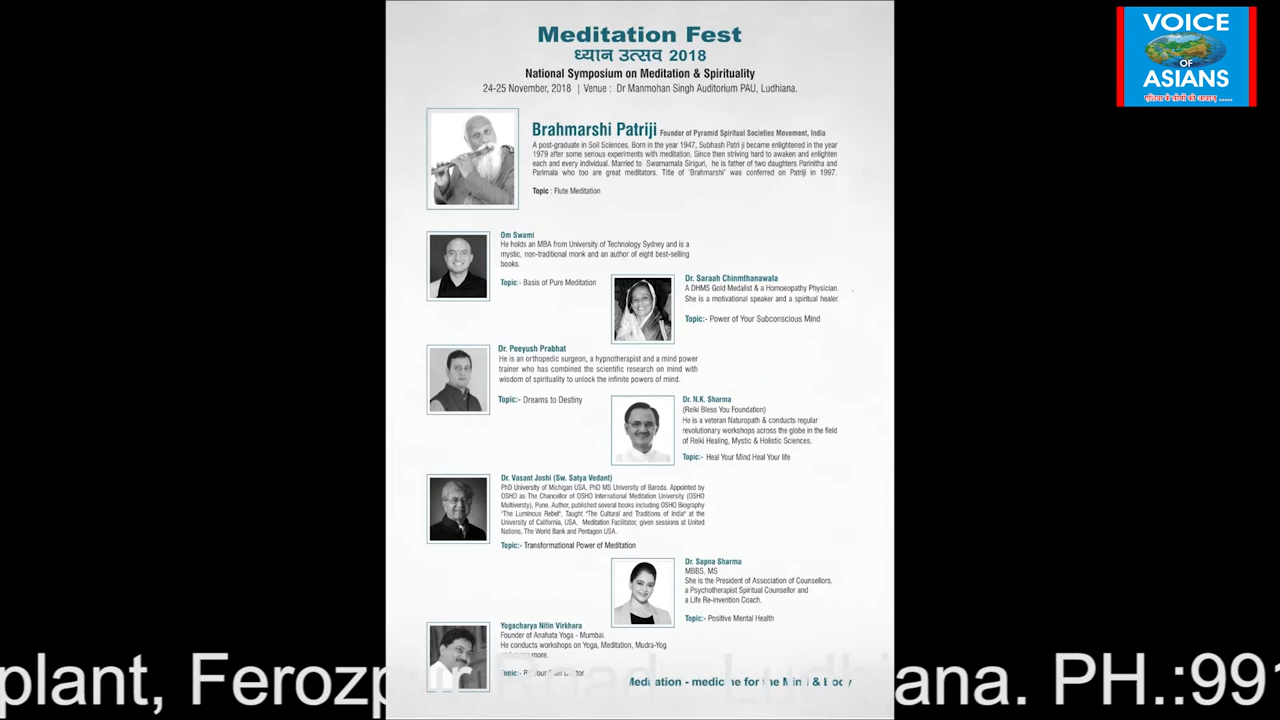 Meditation Fest
ध्यान उत्सव 2018
National Symposium on Meditation & Spirituality
24-25 November, 2018 | Venue : Dr Manmohan Singh Auditorium PAU, Ludhiana.
VOICE
OF
ASIANS
एशिया के लोगों की आवाज़ .....
Brahmarshi Patriji Founder of Pyramid Spiritual Societies Movement, India
A post-graduate in Soil Sciences. Born in the year 1947, Subhash Patri ji became enlightened in the year
1979 after some serious experiments with meditation. Since then striving hard to awaken and enlighten
each and every individual. Married to Swarnamala Siriguri, he is father of two daughters Parinitha and
Parimala who too are great meditators. Title of 'Brahmarshi' was conferred on Patriji in 1997.
Topic : Flute Meditation
Om Swami
He holds an MBA from University of Technology Sydney and is a
mystic, non-traditional monk and an author of eight best-selling
books.
Topic:- Basis of Pure Meditation
Dr. Saraah Chinmthanawala
A DHMS Gold Medalist & a Homoeopathy Physician.
She is a motivational speaker and a spiritual healer.
Topic:- Power of Your Subconscious Mind
Dr. Peeyush Prabhat
He is an orthopedic surgeon, a hypnotherapist and a mind power
trainer who has combined the scientific research on mind with
wisdom of spirituality to unlock the infinite powers of mind.
Topic:- Dreams to Destiny
Dr. N.K. Sharma
(Reiki Bless You Foundation)
He is a veteran Naturopath & conducts regular
revolutionary workshops across the globe in the field
of Reiki Healing, Mystic & Holistic Sciences.
Topic:- Heal Your Mind Heal Your life
Dr. Vasant Joshi (Sw. Satya Vedant)
PhD University of Michigan USA, PhD MS University of Baroda. Appointed by
OSHO as The Chancellor of OSHO International Meditation University (OSHO
Multiversty), Pune. Author, published several books including OSHO Biography
"The Luminous Rebel", Taught "The Cultural and Traditions of India" at the
University of California, USA, Meditation Facilitator, given sessions at United
Nations, The World Bank and Pentagon USA.
Topic:- Transformational Power of Meditation
Dr. Sapna Sharma
MBBS, MS
She is the President of Association of Counsellors,
a Psychotherapist Spiritual Counsellor and
a Life Re-Invention Coach.
Topic:- Positive Mental Health
Yogacharya Nitin Virkhara
Founder of Anahata Yoga - Mumbai.
He conducts workshops on Yoga, Meditation, Mudra-Yog
more.
Topic:-
Meditation - medicine for the Mind & body
plant, Ferozpur Road, Ludhiana. PH.:991